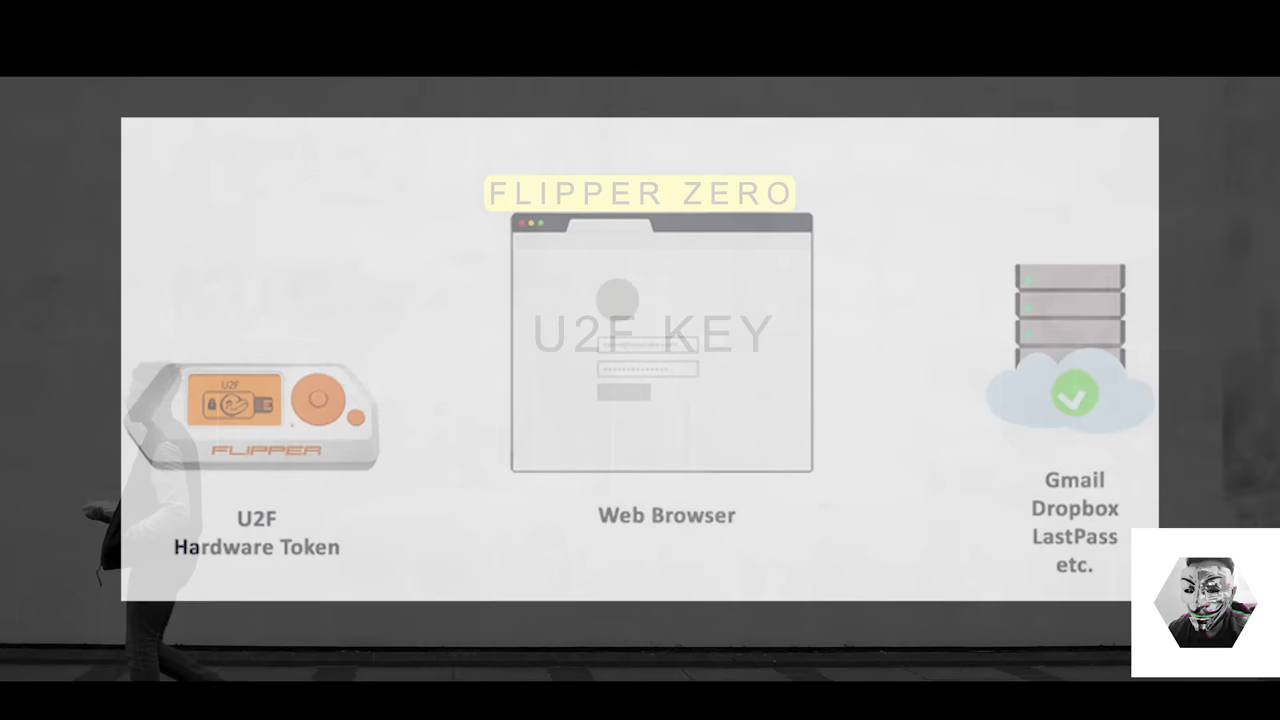 FLIPPER ZERO
U2F KEY
U2F
FLIPPER
U2F
Hardware Token
Web Browser
Gmail
Dropbox
LastPass
etc.